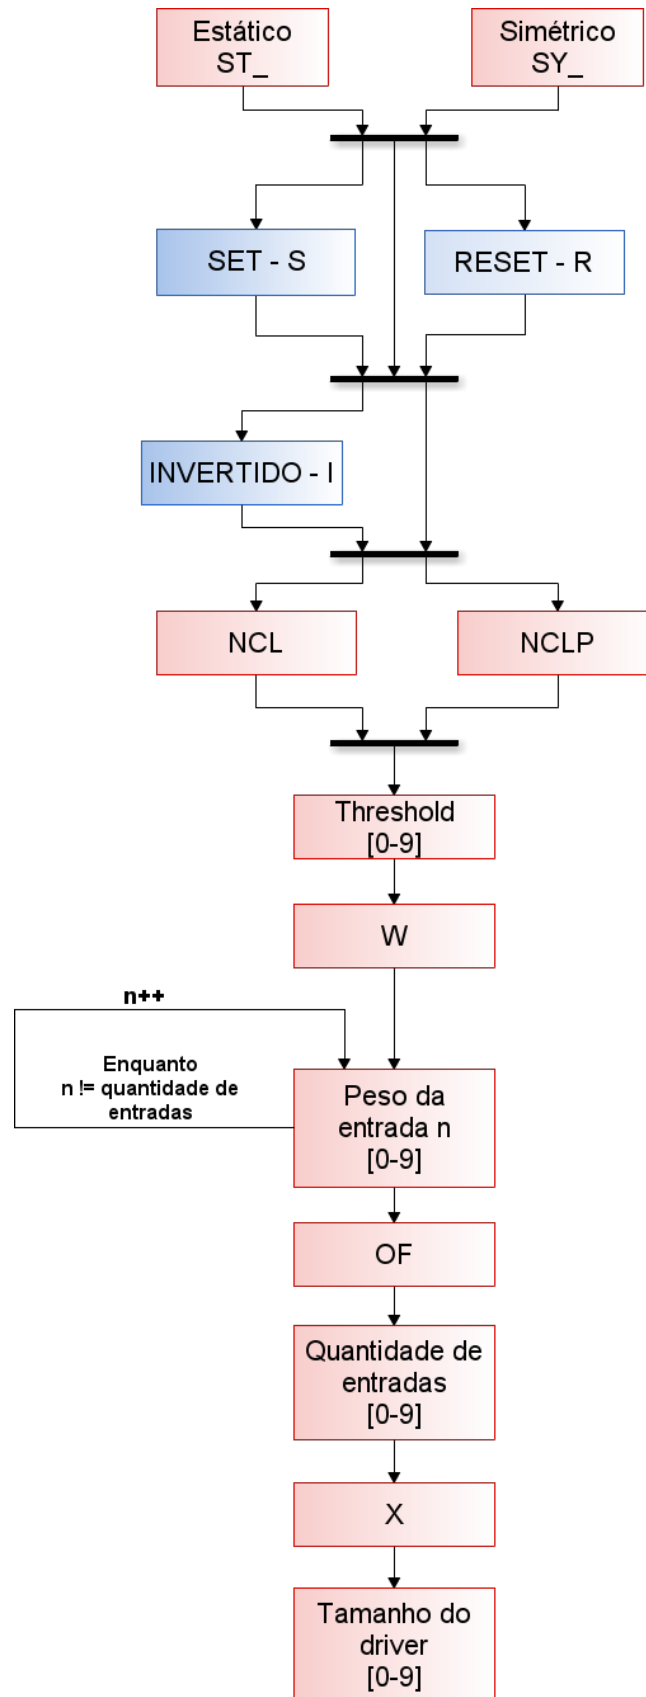 Estático
ST_
Simétrico
SY_
SET - S
RESET - R
INVERTIDO - I
NCL
NCLP
Threshold
[0-9]
W
n++
Enquanto
n != quantidade de
entradas
Peso da
entrada n
[0-9]
OF
Quantidade de
entradas
[0-9]
X
Tamanho do
driver
[0-9]